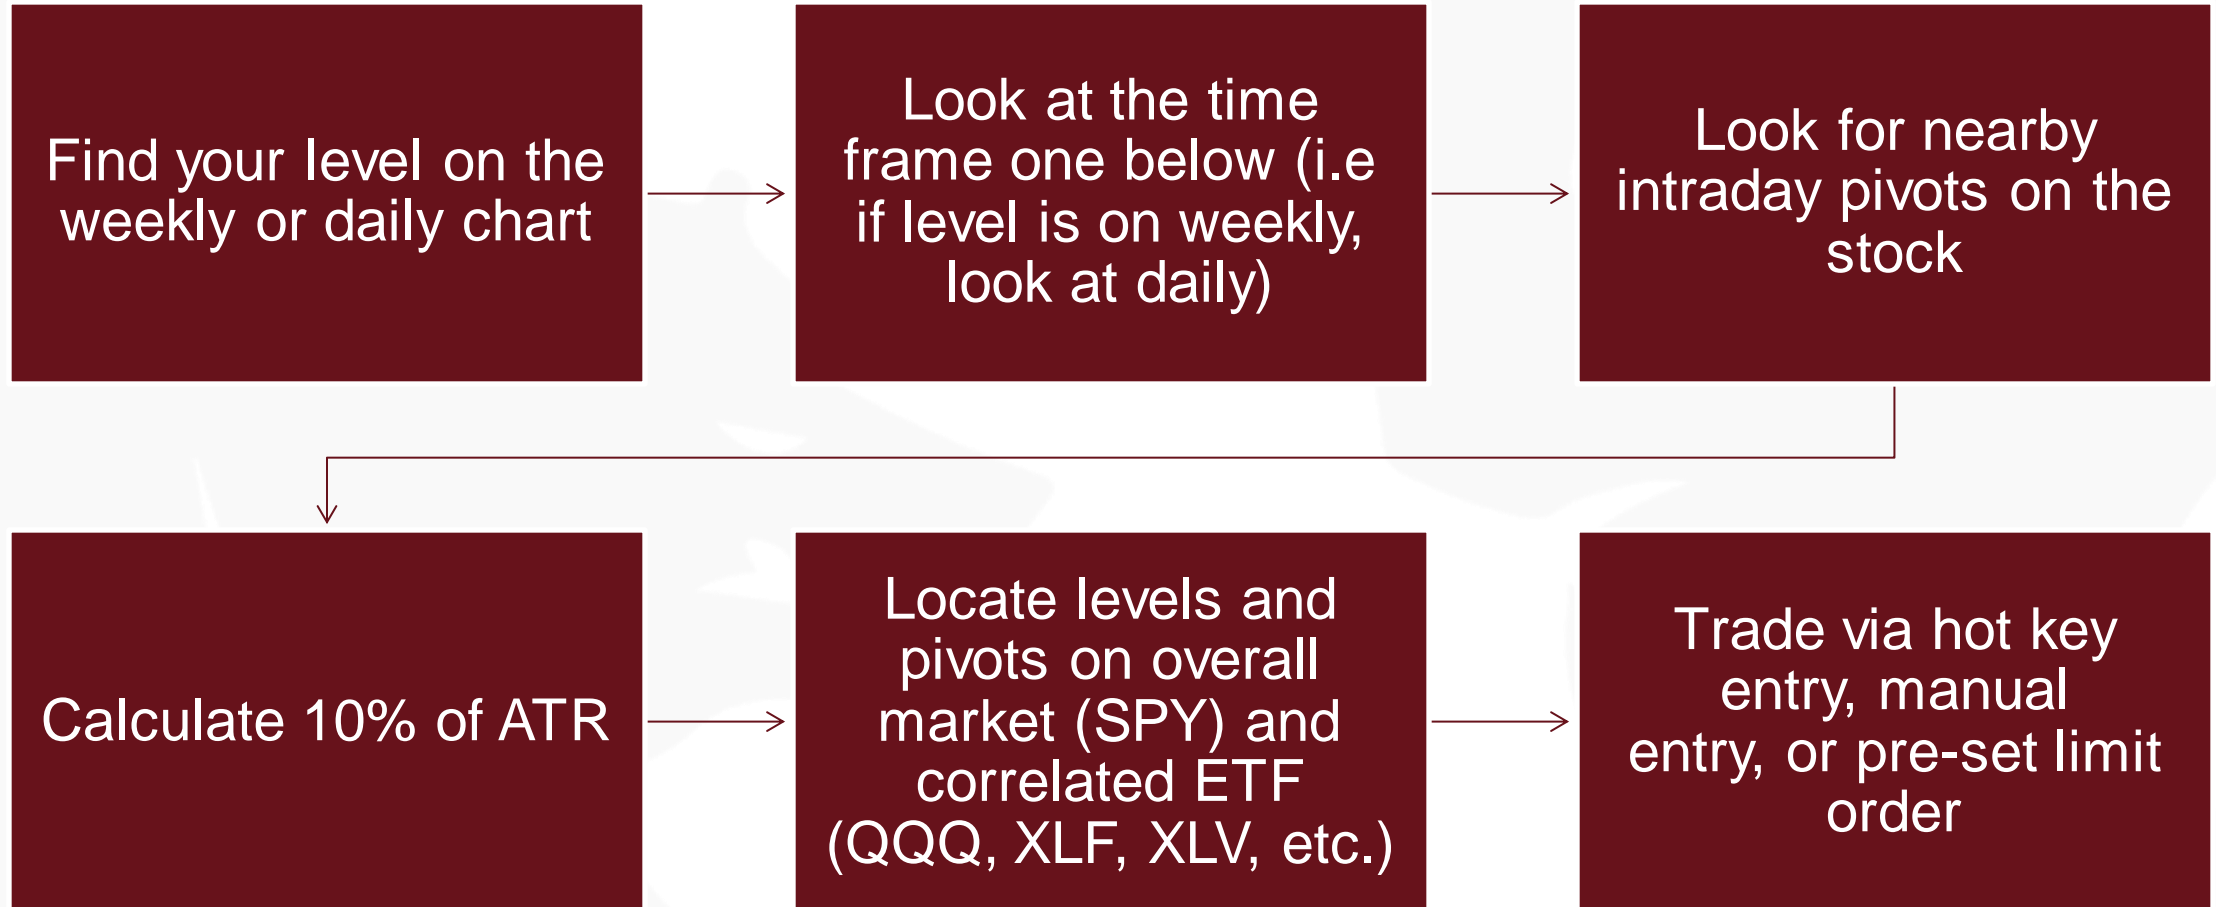 Find your level on the
weekly or daily chart
Look at the time
frame one below (i.e
if level is on weekly,
look at daily)
Look for nearby
intraday pivots on the
stock
Calculate 10% of ATR
Locate levels and
pivots on overall
market (SPY) and
correlated ETF
(QQQ, XLF, XLV, etc.)
Trade via hot key
entry, manual
entry, or pre-set limit
order